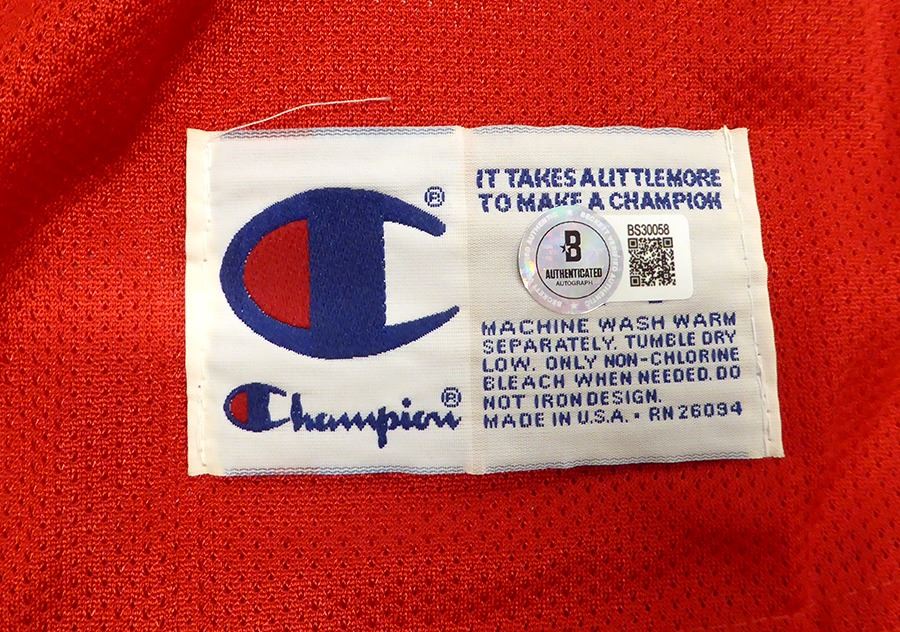 IT TAKES A LITTLE MORE
TO MAKE A CHAMPION
®
BS30058
B
AUTHENTICATED
AUTOGRAPH
MACHINE WASH WARM
SEPARATELY. TUMBLE DRY
LOW. ONLY NON-CHLORINE
BLEACH WHEN NEEDED. DO
NOT IRON DESIGN.
MADE IN U.S.A. • RN 26094
Champion ®